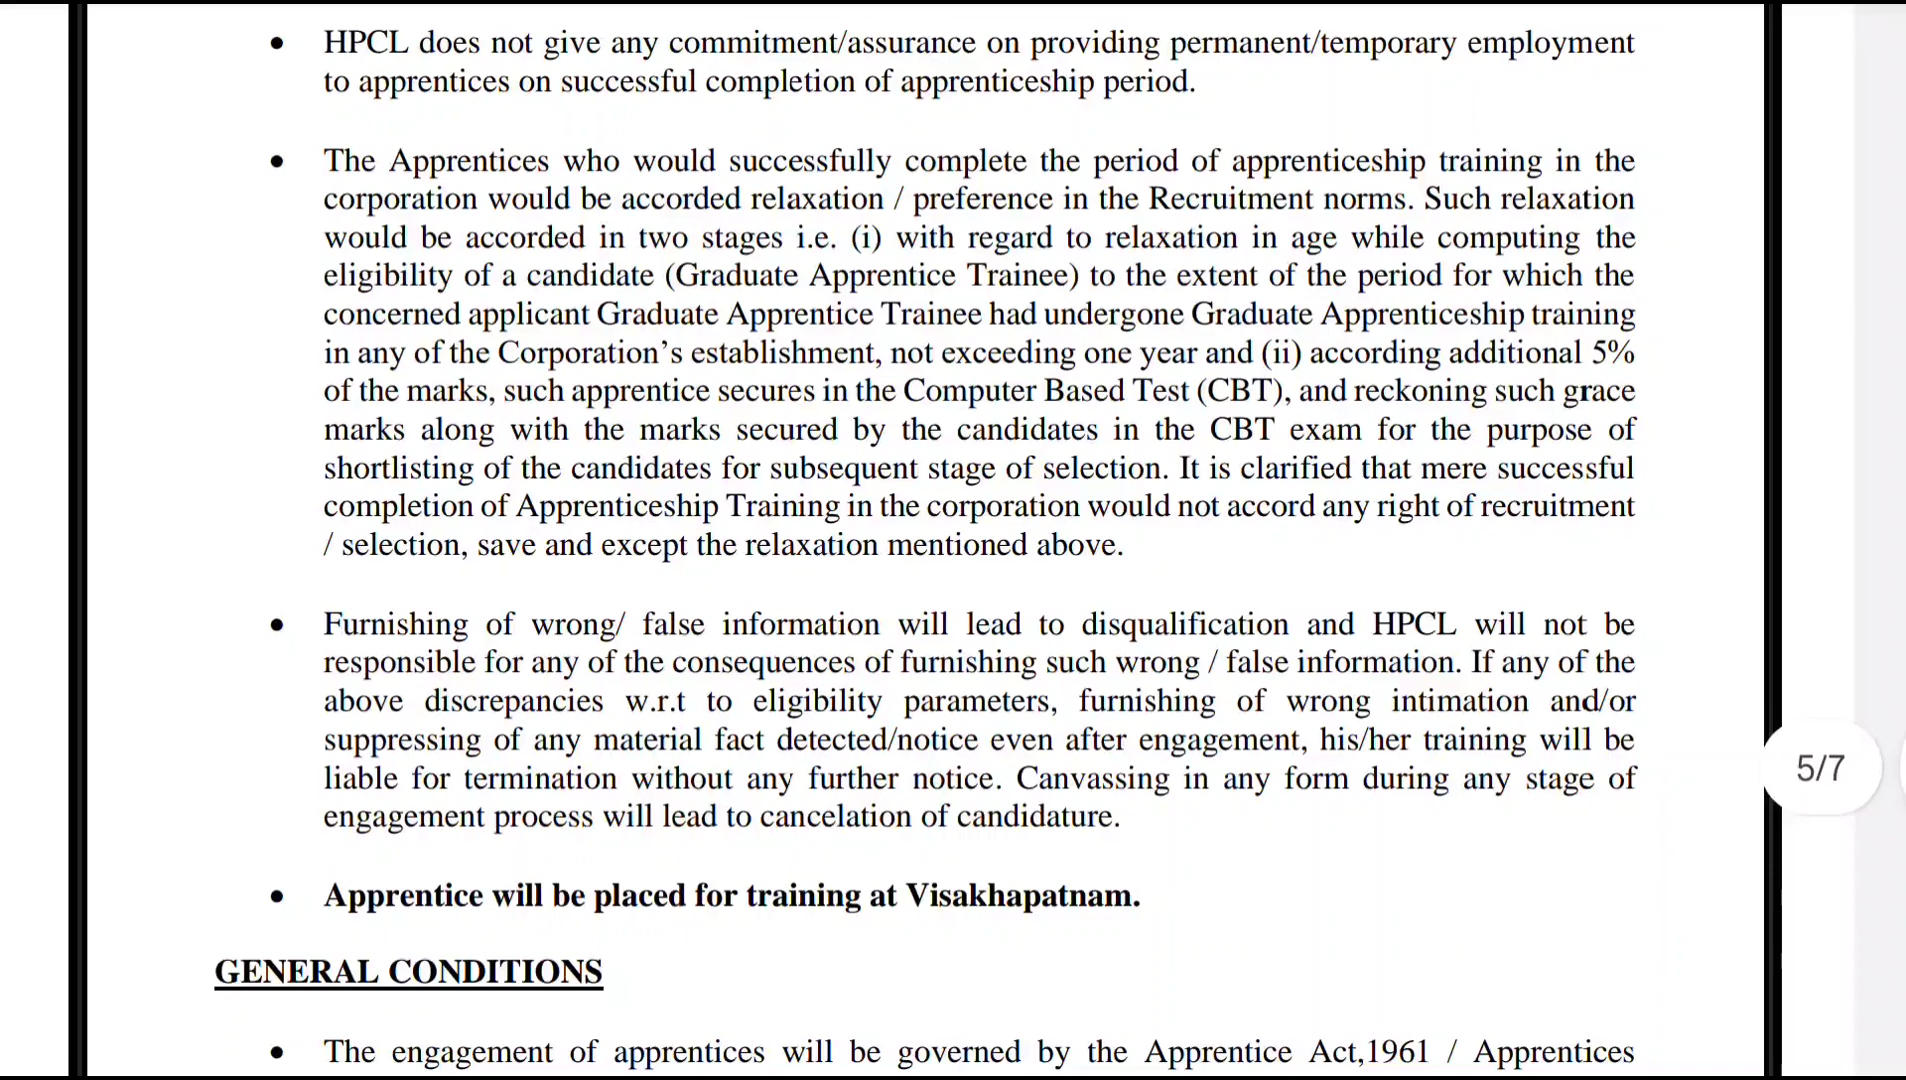 • HPCL does not give any commitment/assurance on providing permanent/temporary employment
to apprentices on successful completion of apprenticeship period.
• The Apprentices who would successfully complete the period of apprenticeship training in the
corporation would be accorded relaxation / preference in the Recruitment norms. Such relaxation
would be accorded in two stages i.e. (i) with regard to relaxation in age while computing the
eligibility of a candidate (Graduate Apprentice Trainee) to the extent of the period for which the
concerned applicant Graduate Apprentice Trainee had undergone Graduate Apprenticeship training
in any of the Corporation’s establishment, not exceeding one year and (ii) according additional 5%
of the marks, such apprentice secures in the Computer Based Test (CBT), and reckoning such grace
marks along with the marks secured by the candidates in the CBT exam for the purpose of
shortlisting of the candidates for subsequent stage of selection. It is clarified that mere successful
completion of Apprenticeship Training in the corporation would not accord any right of recruitment
/ selection, save and except the relaxation mentioned above.
• Furnishing of wrong/ false information will lead to disqualification and HPCL will not be
responsible for any of the consequences of furnishing such wrong / false information. If any of the
above discrepancies w.r.t to eligibility parameters, furnishing of wrong intimation and/or
suppressing of any material fact detected/notice even after engagement, his/her training will be
liable for termination without any further notice. Canvassing in any form during any stage of
engagement process will lead to cancelation of candidature.
5/7
• Apprentice will be placed for training at Visakhapatnam.
GENERAL CONDITIONS
• The engagement of apprentices will be governed by the Apprentice Act,1961 / Apprentices